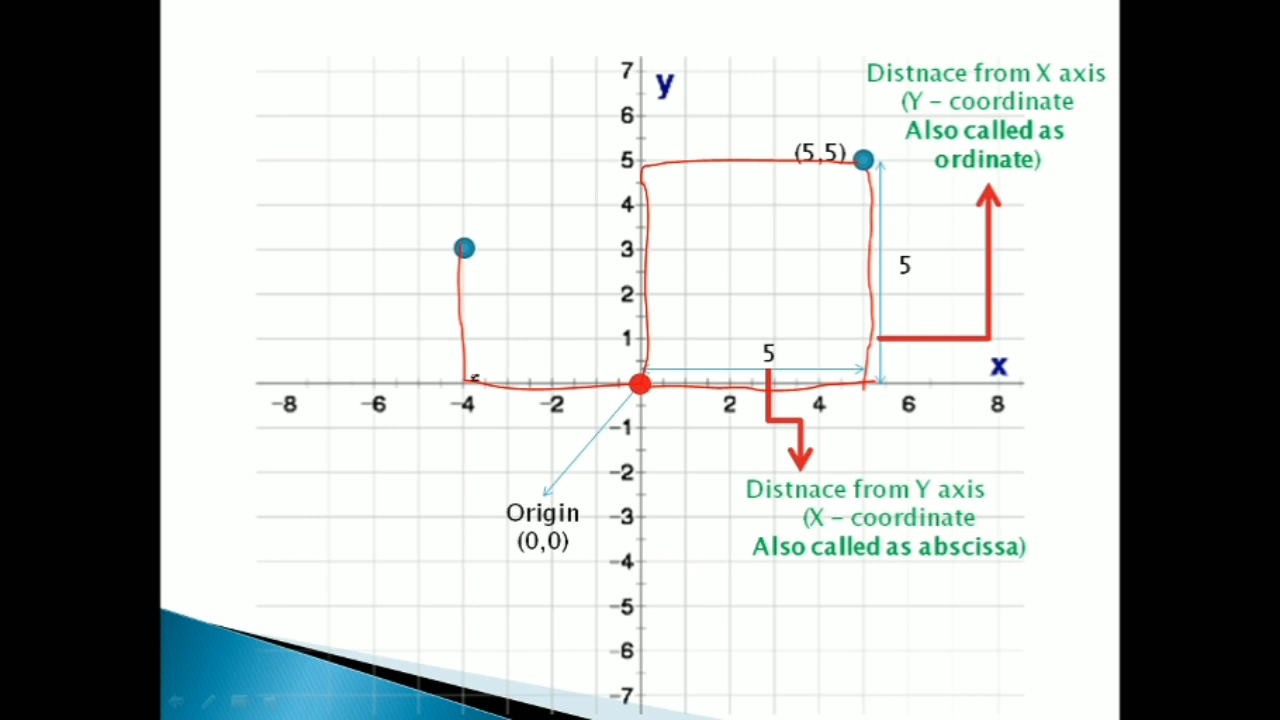 7
y
6
5
4
3
2
1
Distnace from X axis
(Y – coordinate
Also called as
ordinate)
(5,5)
5
5
x
-8 -6 -4 -2 2 4 6 8
-1
-2
-3
-4
-5
-6
-7
Origin
(0,0)
Distnace from Y axis
(X – coordinate
Also called as abscissa)